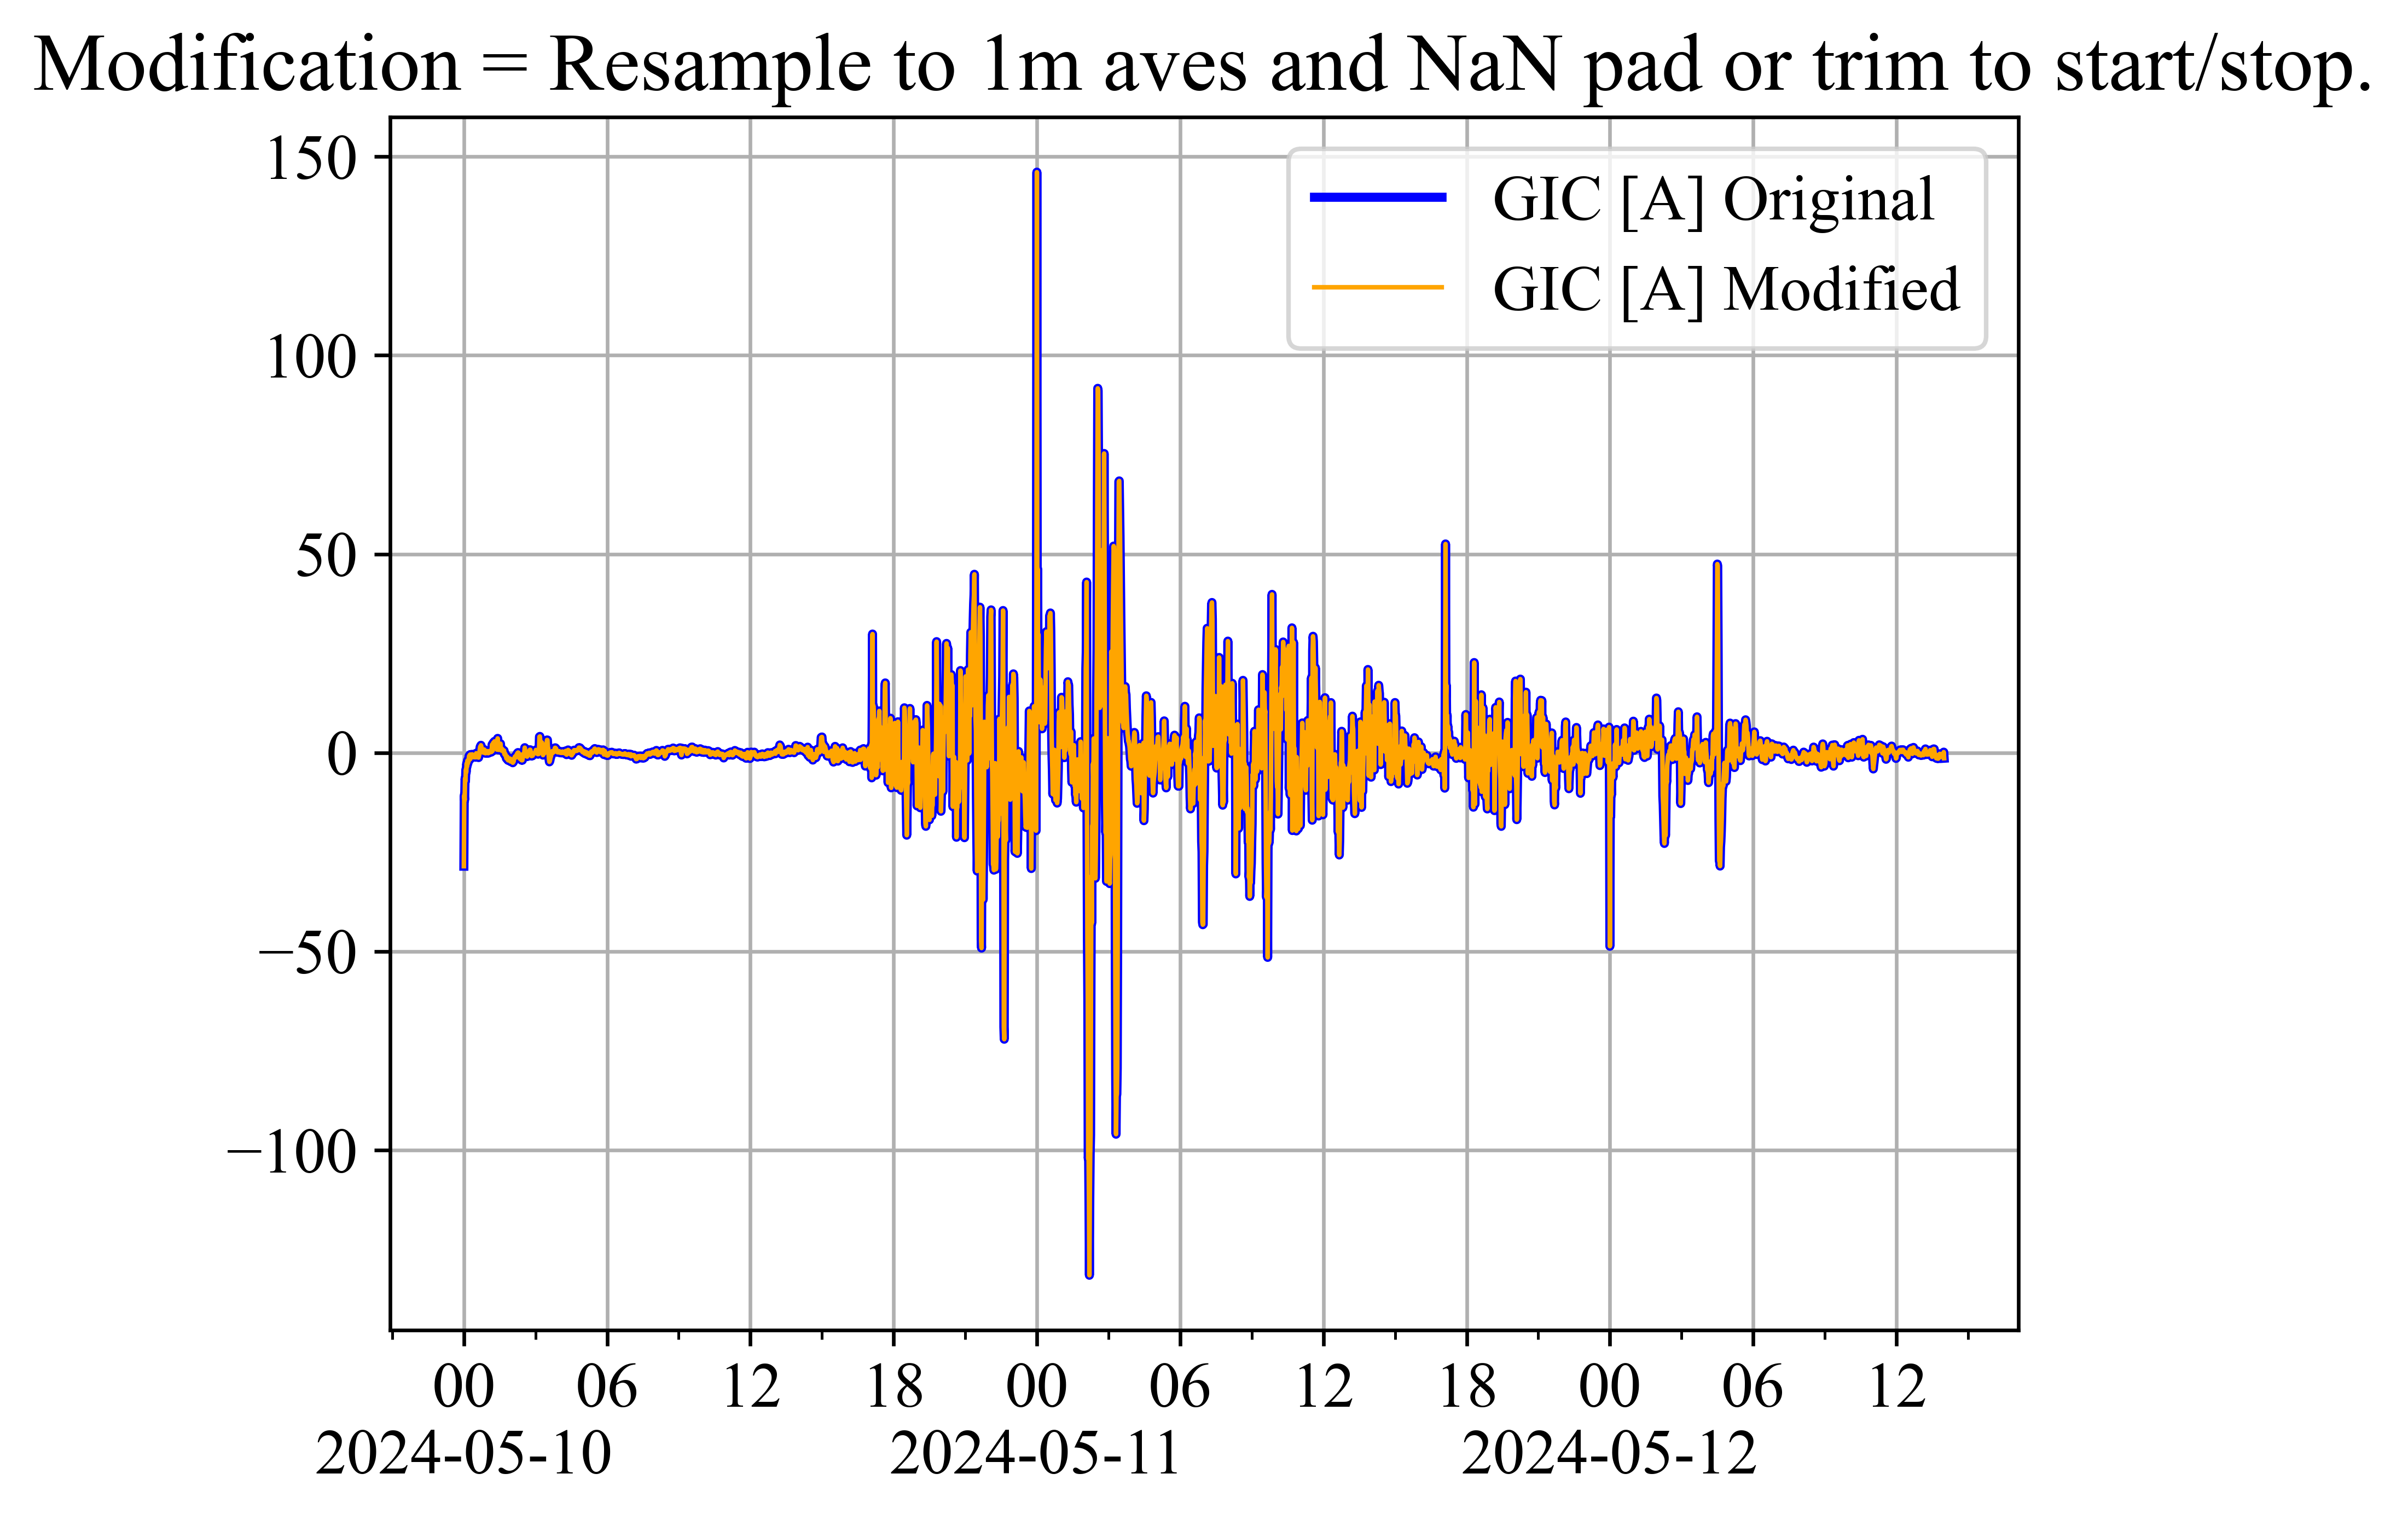 Modification = Resample to 1m aves and NaN pad or trim to start/stop.
150
100
50
0
−50
−100
GIC [A] Original
GIC [A] Modified
00 06 12 18 00 06 12 18 00 06 12
2024-05-10 2024-05-11 2024-05-12